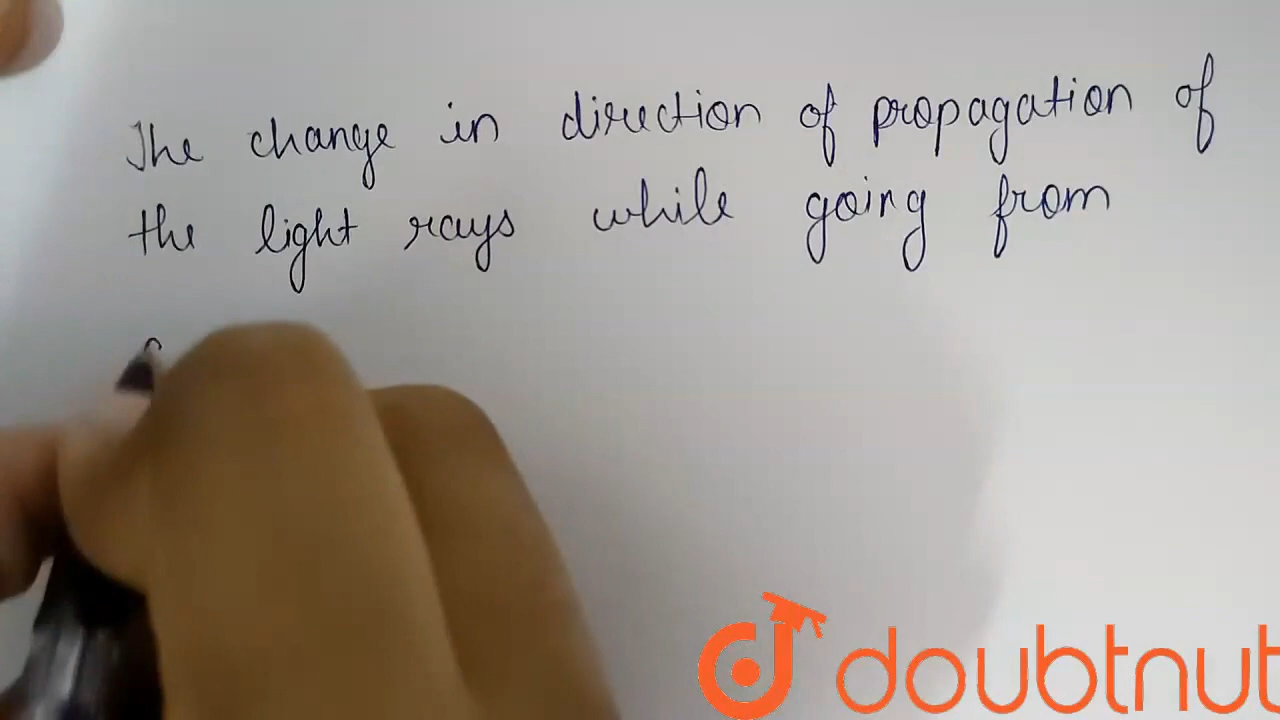 The change in direction of propagation of
the light rays while going from
doubtnut